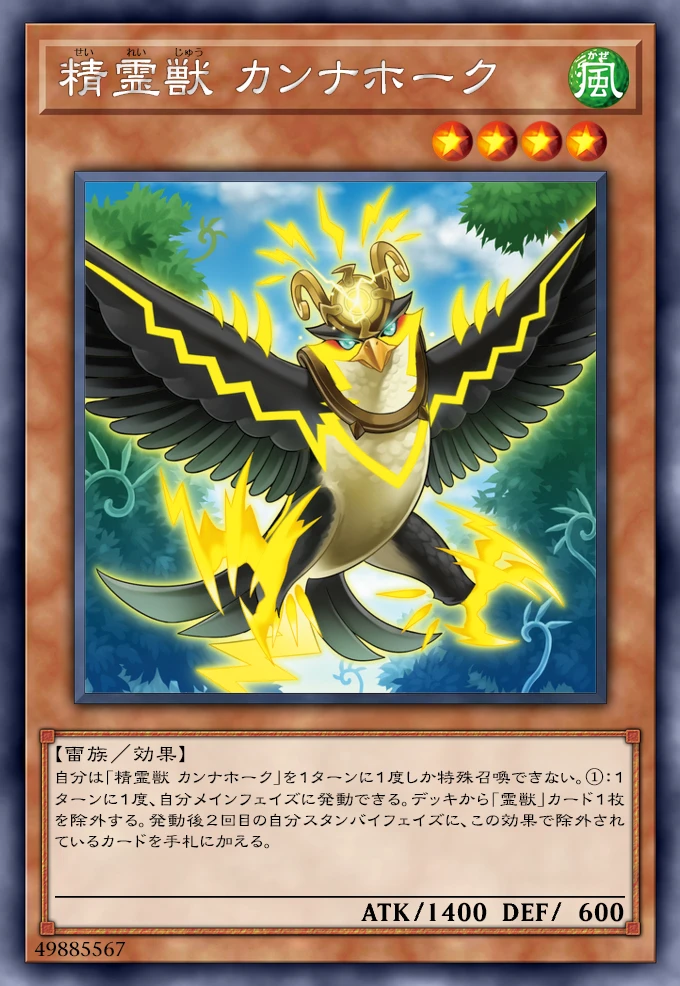 せい れい じゅう
精霊獣 カンナホーク
かぜ
風
【雷族／効果】
自分は「精霊獣 カンナホーク」を1ターンに1度しか特殊召喚できない。①：1
ターンに1度、自分メインフェイズに発動できる。デッキから「霊獣」カード1枚
を除外する。発動後2回目の自分スタンバイフェイズに、この効果で除外され
ているカードを手札に加える。
ATK/1400 DEF/ 600
49885567